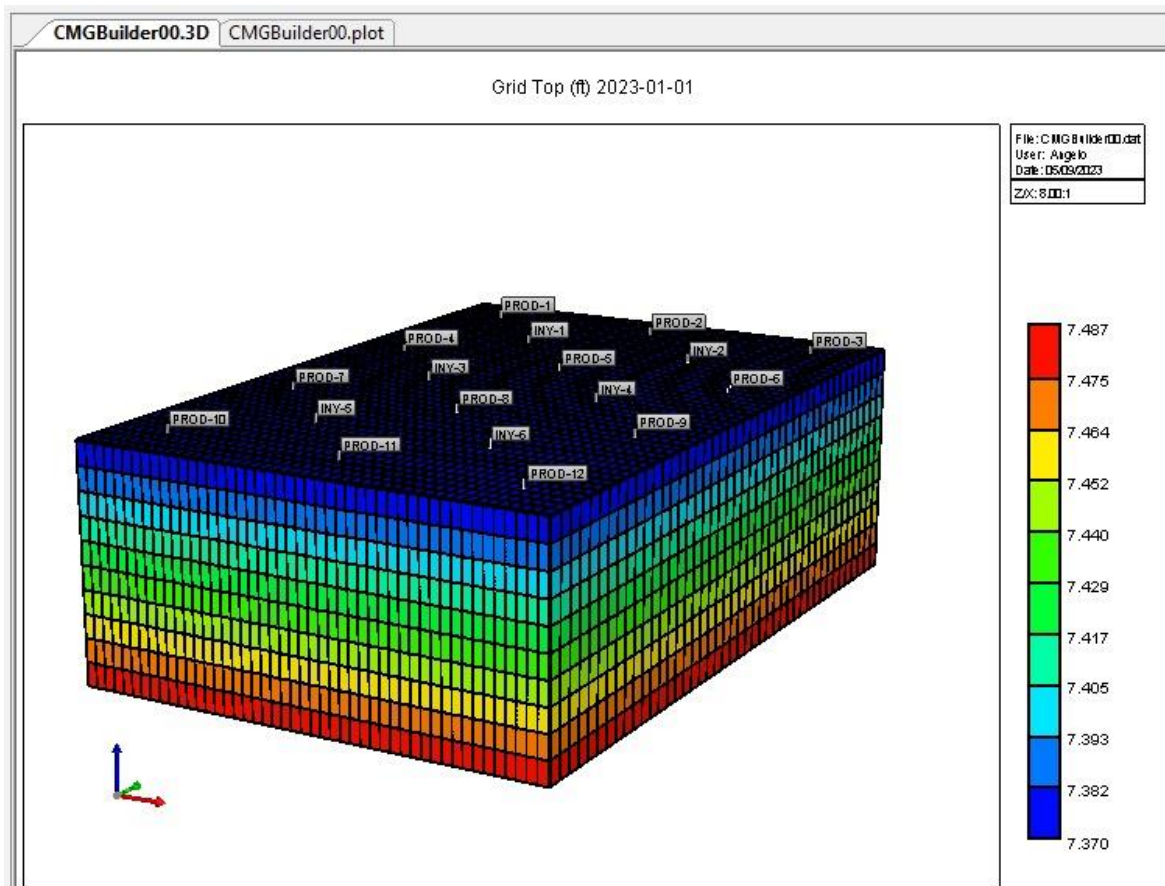 CMGBuilder00.3D CMGBuilder00.plot
Grid Top (ft) 2023-01-01
File: CMGBuilder00.dat
User: Angelo
Date: 05/09/2023
Z/X: 8.00:1
PROD-1
PROD-2
PROD-3
PROD-4
INY-1
INY-2
PROD-5
PROD-6
PROD-7
INY-3
INY-4
PROD-8
PROD-9
PROD-10
INY-5
INY-6
PROD-11
PROD-12
7.487
7.475
7.464
7.452
7.440
7.429
7.417
7.405
7.393
7.382
7.370